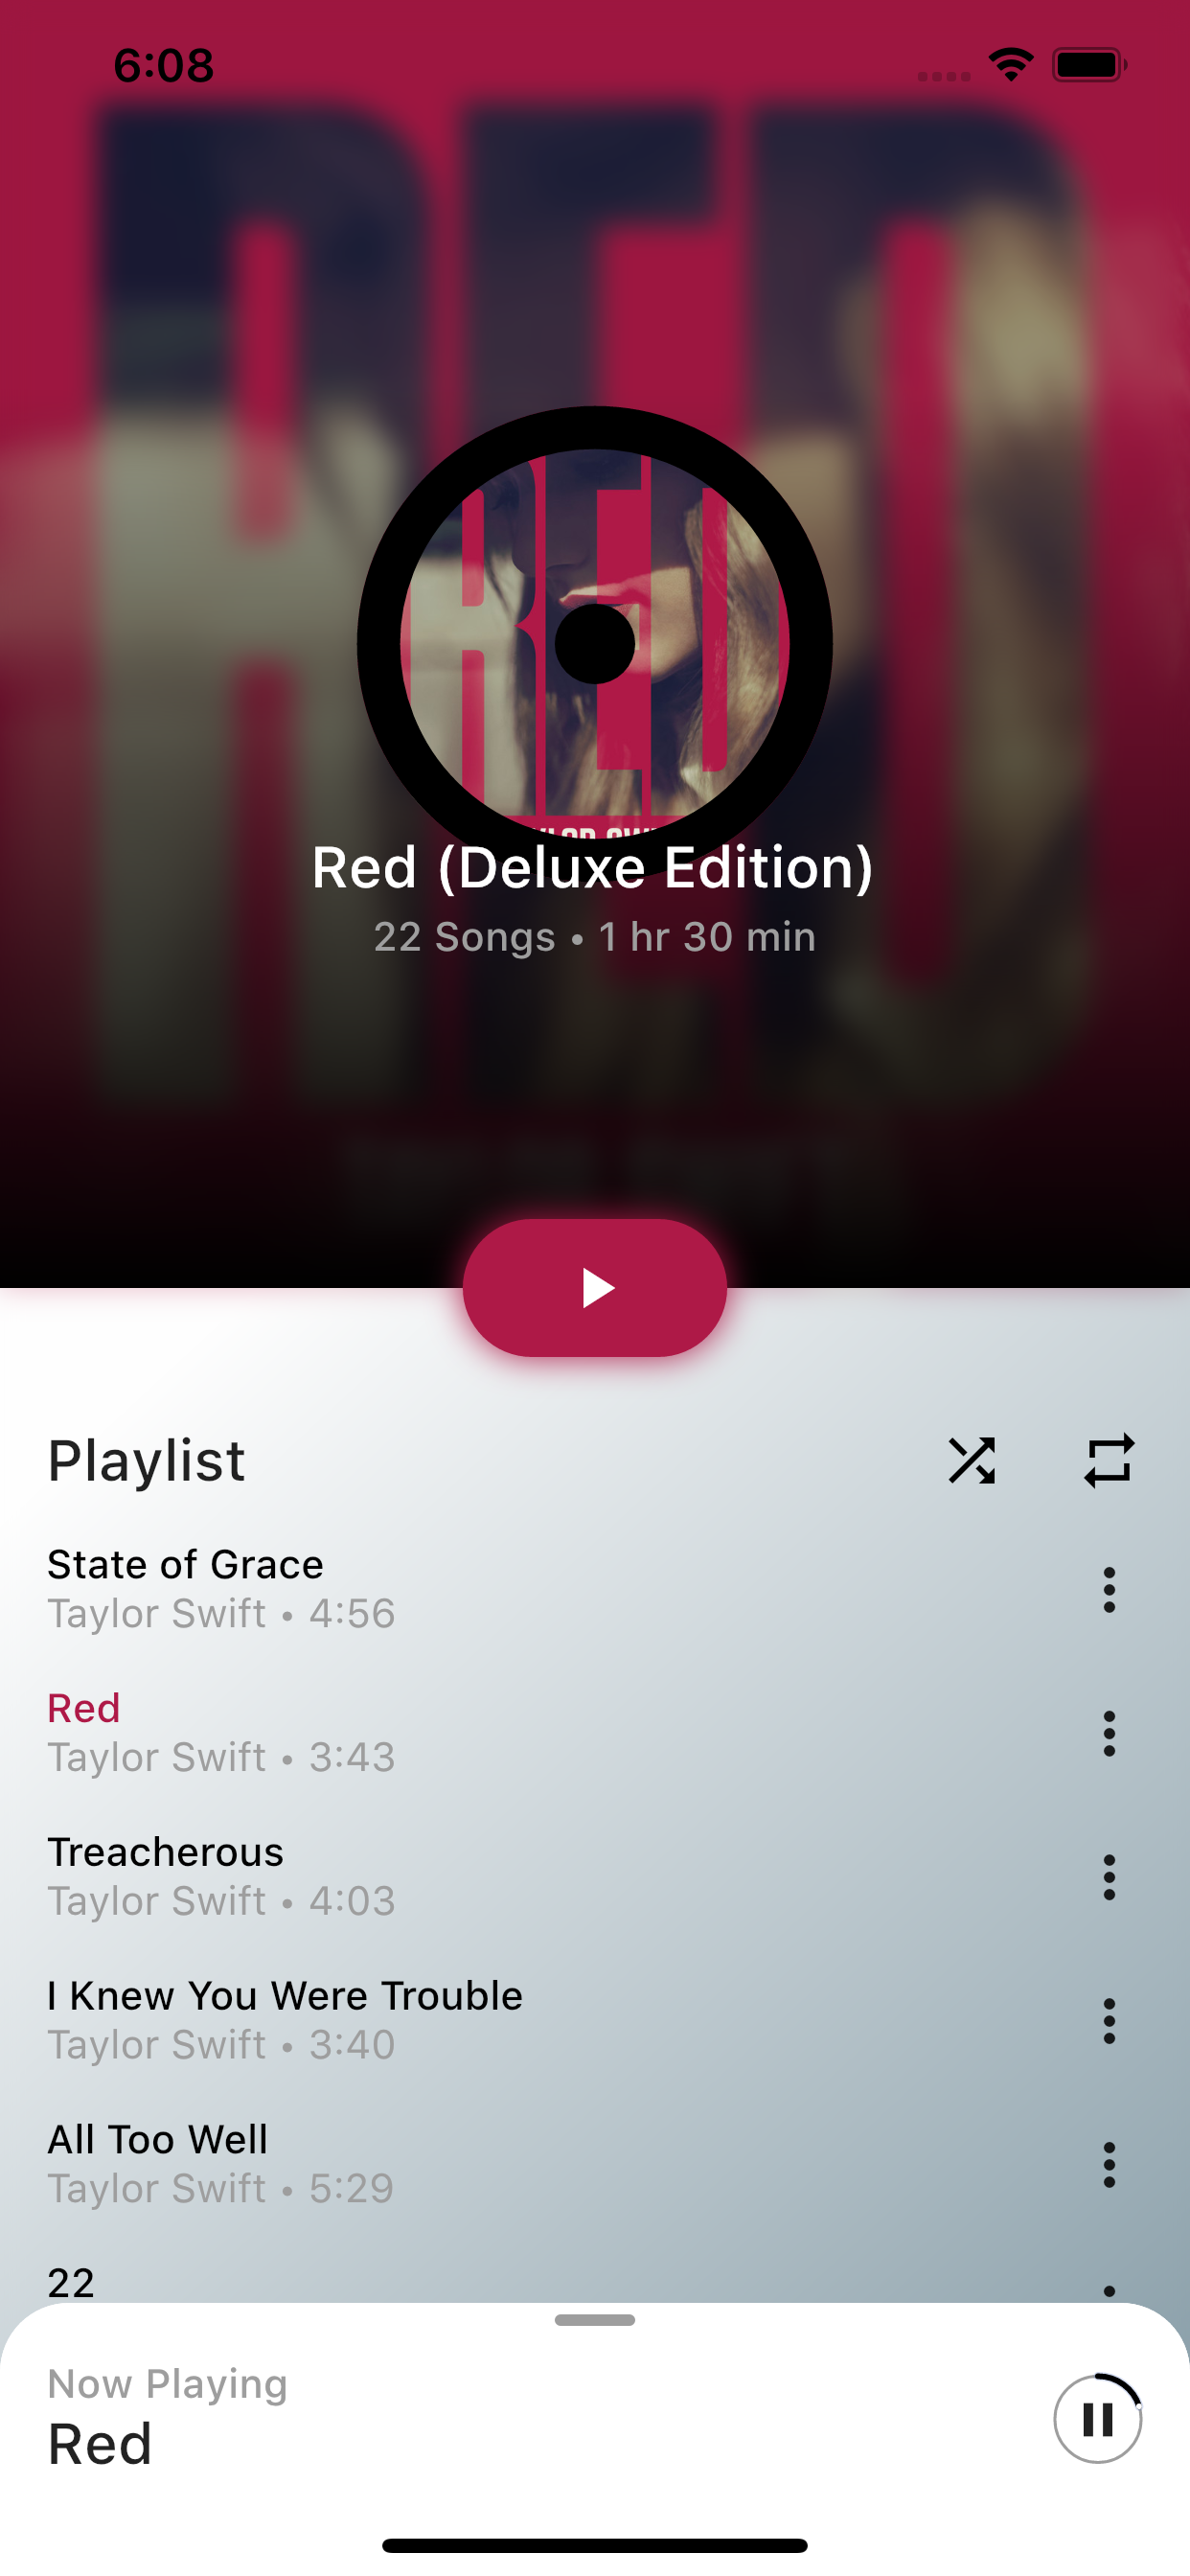 6:08
RED
RED
Red (Deluxe Edition)
22 Songs • 1 hr 30 min
Playlist
State of Grace
Taylor Swift • 4:56
Red
Taylor Swift • 3:43
Treacherous
Taylor Swift • 4:03
I Knew You Were Trouble
Taylor Swift • 3:40
All Too Well
Taylor Swift • 5:29
22
Now Playing
Red